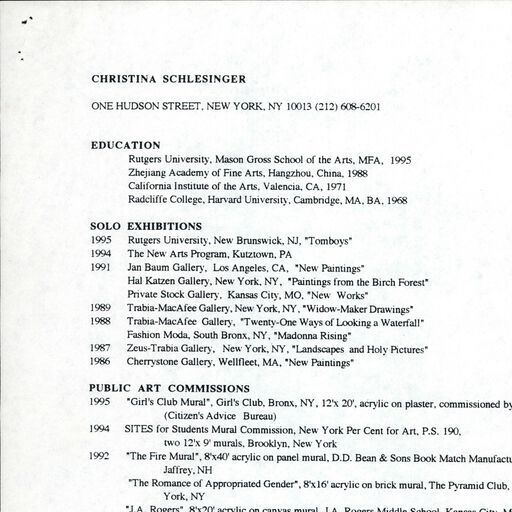 CHRISTINA SCHLESINGER
ONE HUDSON STREET, NEW YORK, NY 10013 (212) 608-6201
EDUCATION
Rutgers University, Mason Gross School of the Arts, MFA, 1995
Zhejiang Academy of Fine Arts, Hangzhou, China, 1988
California Institute of the Arts, Valencia, CA, 1971
Radcliffe College, Harvard University, Cambridge, MA, BA, 1968
SOLO EXHIBITIONS
1995 Rutgers University, New Brunswick, NJ, "Tomboys"
1994 The New Arts Program, Kutztown, PA
1991 Jan Baum Gallery, Los Angeles, CA, "New Paintings"
Hal Katzen Gallery, New York, NY, "Paintings from the Birch Forest"
Private Stock Gallery, Kansas City, MO, "New Works"
1989 Trabia-MacAfee Gallery, New York, NY, "Widow-Maker Drawings"
1988 Trabia-MacAfee Gallery, "Twenty-One Ways of Looking a Waterfall"
Fashion Moda, South Bronx, NY, "Madonna Rising"
1987 Zeus-Trabia Gallery, New York, NY, "Landscapes and Holy Pictures"
1986 Cherrystone Gallery, Wellfleet, MA, "New Paintings"
PUBLIC ART COMMISSIONS
1995 "Girl's Club Mural", Girl's Club, Bronx, NY, 12'x 20', acrylic on plaster, commissioned by
(Citizen's Advice Bureau)
1994 SITES for Students Mural Commission, New York Per Cent for Art, P.S. 190,
two 12'x 9' murals, Brooklyn, New York
1992 "The Fire Mural", 8'x40' acrylic on panel mural, D.D. Bean & Sons Book Match Manufactu
Jaffrey, NH
"The Romance of Appropriated Gender", 8'x16' acrylic on brick mural, The Pyramid Club,
York, NY
"J.A. Rogers", 8'x20' acrylic on canvas mural, J.A. Rogers Middle School, Kansas City, M